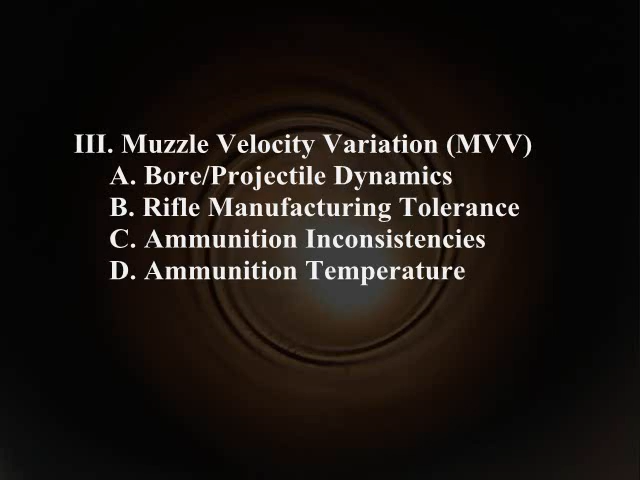 III. Muzzle Velocity Variation (MVV)
A. Bore/Projectile Dynamics
B. Rifle Manufacturing Tolerance
C. Ammunition Inconsistencies
D. Ammunition Temperature